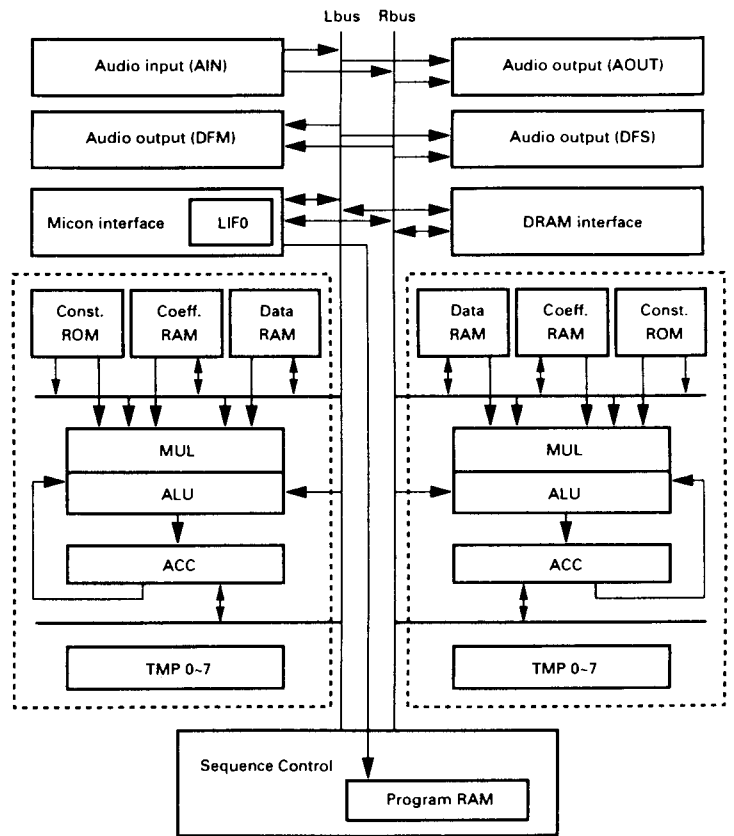 Lbus Rbus
Audio input (AIN)
Audio output (AOUT)
Audio output (DFM)
Audio output (DFS)
Micon interface
LIFO
DRAM interface
Const.
ROM
Coeff.
RAM
Data
RAM
Data
RAM
Coeff.
RAM
Const.
ROM
MUL
ALU
ACC
TMP 0~7
MUL
ALU
ACC
TMP 0~7
Sequence Control
Program RAM